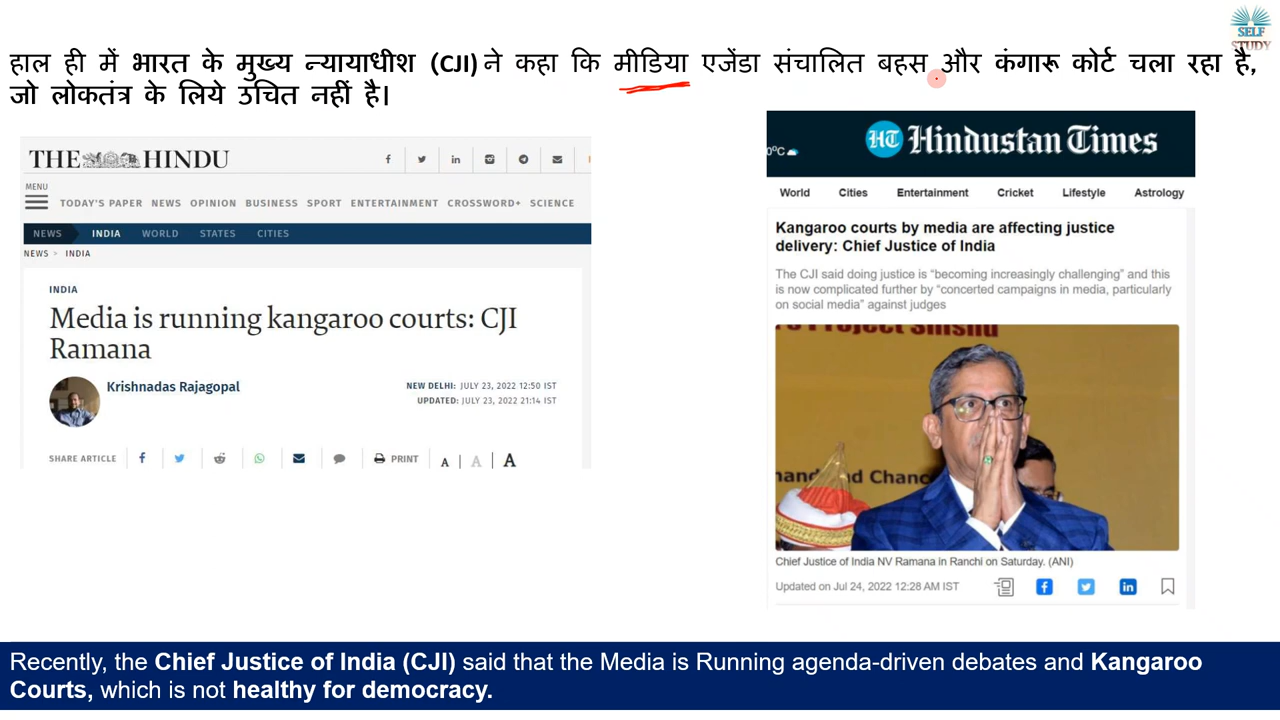 SELF
STUDY
हाल ही में भारत के मुख्य न्यायाधीश (CJI) ने कहा कि मीडिया एजेंडा संचालित बहस और कंगारू कोर्ट चला रहा है,
जो लोकतंत्र के लिये उचित नहीं है।
THE HINDU
MENU
TODAY'S PAPER NEWS OPINION BUSINESS SPORT ENTERTAINMENT CROSSWORD+ SCIENCE
NEWS INDIA WORLD STATES CITIES
NEWS > INDIA
INDIA
Media is running kangaroo courts: CJI
Ramana
Krishnadas Rajagopal
NEW DELHI: JULY 23, 2022 12:50 IST
UPDATED: JULY 23, 2022 21:14 IST
SHARE ARTICLE PRINT A | A | A
HT Hindustan Times
0°C
World Cities Entertainment Cricket Lifestyle Astrology
Kangaroo courts by media are affecting justice
delivery: Chief Justice of India
The CJI said doing justice is “becoming increasingly challenging” and this
is now complicated further by “concerted campaigns in media, particularly
on social media” against judges
Chief Justice of India NV Ramana in Ranchi on Saturday. (ANI)
Updated on Jul 24, 2022 12:28 AM IST
Recently, the Chief Justice of India (CJI) said that the Media is Running agenda-driven debates and Kangaroo
Courts, which is not healthy for democracy.